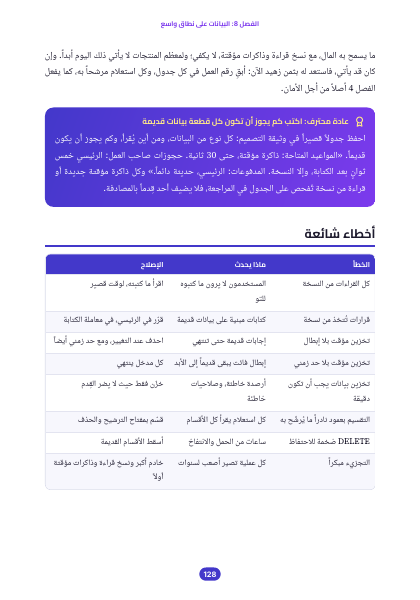 الفصل 8: البيانات على نطاق واسع
ما يسمح به المال، مع نسخ قراءة وذاكرات مؤقتة، لا يكفي؛ ولمعظم المنتجات لا يأتي ذلك اليوم أبداً. وإن
كان قد يأتي، فاستعد له بثمن زهيد الآن: أبقِ رقم العمل في كل جدول، وكل استعلام مرشحاً به، كما يفعل
الفصل 4 أصلاً من أجل الأمان.
عادة محترف: اكتب كم يجوز أن تكون كل قطعة بيانات قديمة
احفظ جدولاً قصيراً في وثيقة التصميم: كل نوع من البيانات، ومن أين يُقرأ، وكم يجوز أن يكون
قديماً. «المواعيد المتاحة: ذاكرة مؤقتة، حتى 30 ثانية. حجوزات صاحب العمل: الرئيسي خمس
ثوانٍ بعد الكتابة، وإلا النسخة. المدفوعات: الرئيسي، حديثة دائماً.» وكل ذاكرة مؤقتة جديدة أو
قراءة من نسخة تُفحص على الجدول في المراجعة، فلا يضيف أحد قدماً بالمصادفة.
أخطاء شائعة
الخطأ ماذا يحدث الإصلاح
كل القراءات من النسخة المستخدمون لا يرون ما كتبوه للتو اقرأ ما كتبته، لوقت قصير
قرارات تُتخذ من نسخة كتابات مبنية على بيانات قديمة قرّر في الرئيسي، في معاملة الكتابة
تخزين مؤقت بلا إبطال إجابات قديمة حتى تنتهي احذف عند التغيير، ومع حد زمني أيضاً
تخزين مؤقت بلا حد زمني إبطال فائت يبقى قديماً إلى الأبد كل مدخل ينتهي
تخزين بيانات يجب أن تكون دقيقة أرصدة خاطئة، وصلاحيات خاطئة خزّن فقط حيث لا يضر القِدم
التقسيم بعمود نادراً ما يُرشَّح به كل استعلام يقرأ كل الأقسام قسّم بمفتاح الترشيح والحذف
DELETE ضخمة للاحتفاظ ساعات من الحمل والانتفاخ أسقط الأقسام القديمة
التجزيء مبكراً كل عملية تصير أصعب لسنوات خادم أكبر ونسخ قراءة وذاكرات مؤقتة أولاً
128